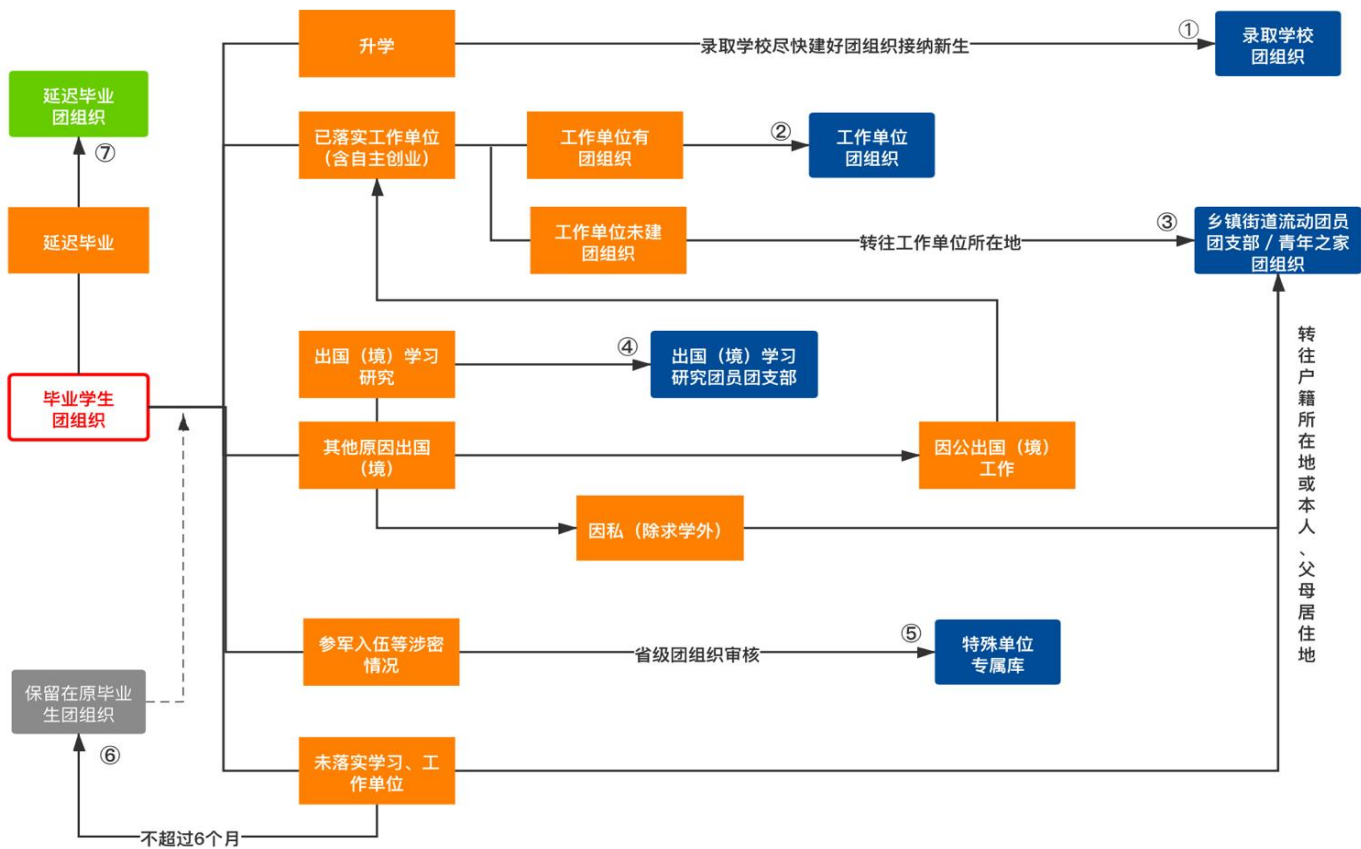 升学
录取学校尽快建好团组织接纳新生
①
录取学校
团组织
延迟毕业
团组织
⑦
延迟毕业
已落实工作单位
（含自主创业）
工作单位有
团组织
②
工作单位
团组织
工作单位未建
团组织
转往工作单位所在地
③
乡镇街道流动团员
团支部 / 青年之家
团组织
出国（境）学习
研究
④
出国（境）学习
研究团员团支部
转往户籍所在地或本人、父母居住地
毕业学生
团组织
其他原因出国
（境）
因公出国（境）
工作
因私（除求学外）
参军入伍等涉密
情况
省级团组织审核
⑤
特殊单位
专属库
保留在原毕业
生团组织
⑥
未落实学习、工
作单位
不超过6个月